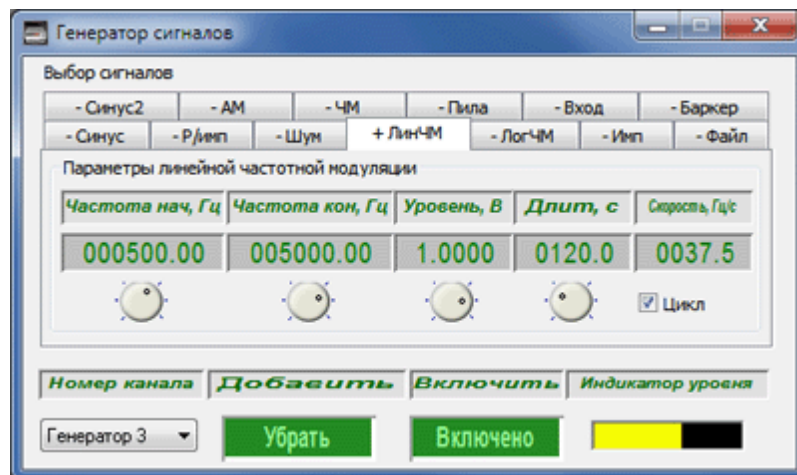 Генератор сигналов
Выбор сигналов
- Синус2 - АМ - ЧМ - Пила - Вход - Баркер
- Синус - Р/имп - Шум + ЛинЧМ - ЛогЧМ - Имп - Файл
Параметры линейной частотной модуляции
Частота нач, Гц Частота кон, Гц Уровень, В Длит, с Скорость, Гц/с
000500.00 005000.00 1.0000 0120.0 0037.5
Цикл
Номер канала Добавить Включить Индикатор уровня
Генератор 3 Убрать Включено